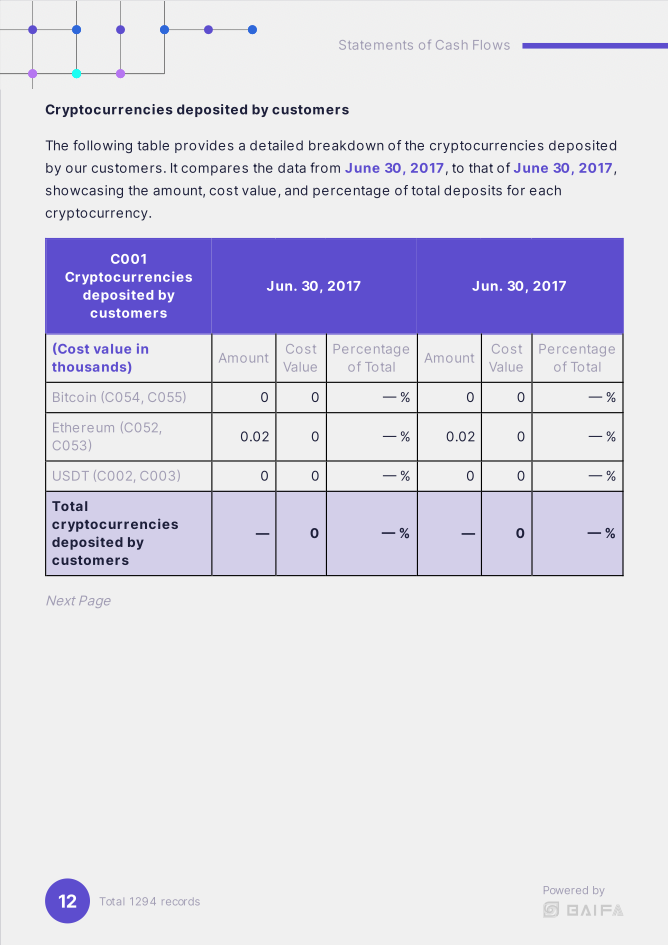 Statements of Cash Flows
Cryptocurrencies deposited by customers
The following table provides a detailed breakdown of the cryptocurrencies deposited
by our customers. It compares the data from June 30, 2017, to that of June 30, 2017,
showcasing the amount, cost value, and percentage of total deposits for each
cryptocurrency.
C001
Cryptocurrencies
deposited by
customers
Jun. 30, 2017 Jun. 30, 2017
(Cost value in
thousands)
Amount Cost Value Percentage of Total Amount Cost Value Percentage of Total
Bitcoin (C054, C055) 0 0 — % 0 0 — %
Ethereum (C052,
C053)
0.02 0 — % 0.02 0 — %
USDT (C002, C003) 0 0 — % 0 0 — %
Total
cryptocurrencies
deposited by
customers
— 0 — % — 0 — %
Next Page
12 Total 1294 records
Powered by
BAIFA